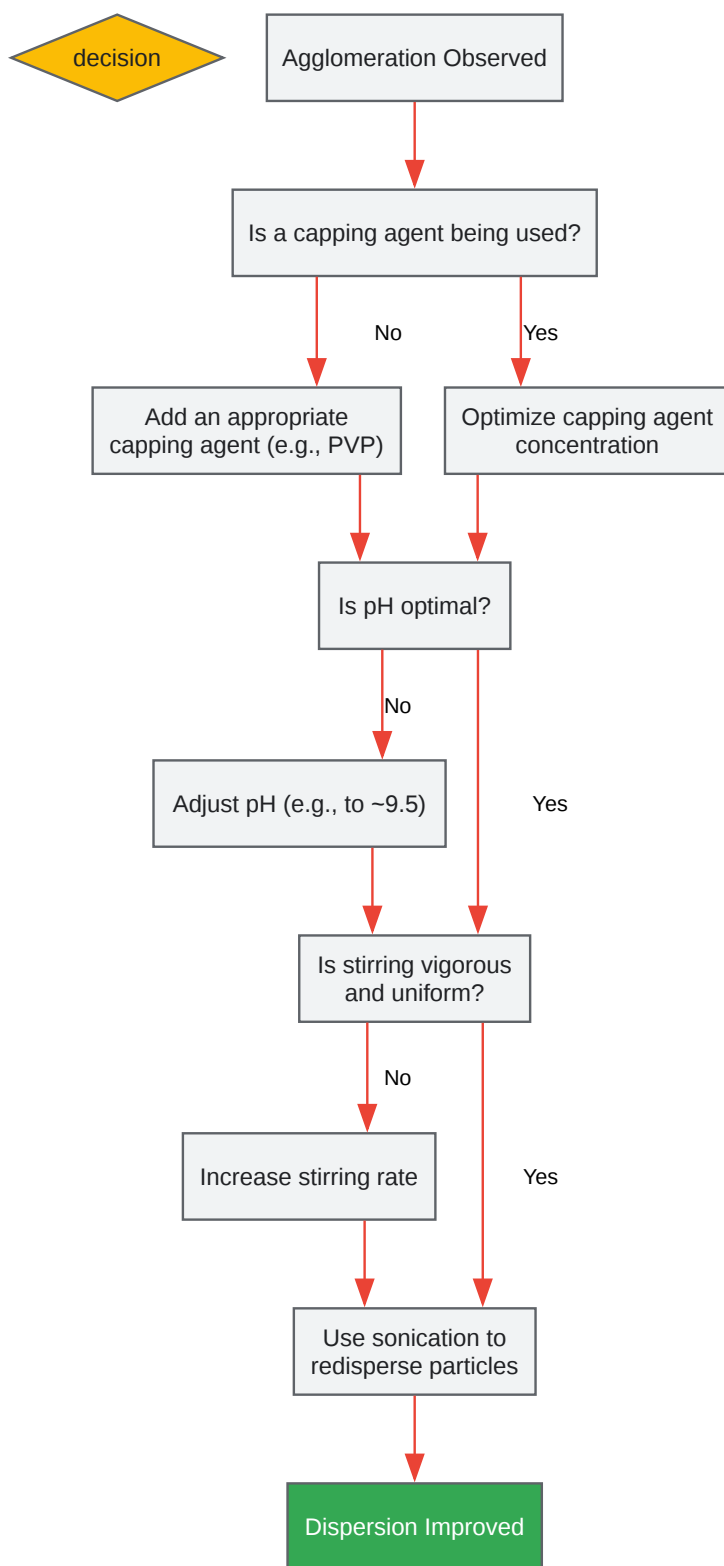 decision
Agglomeration Observed
Is a capping agent being used?
No
Yes
Add an appropriate
capping agent (e.g., PVP)
Optimize capping agent
concentration
Is pH optimal?
No
Adjust pH (e.g., to ~9.5)
Yes
Is stirring vigorous
and uniform?
No
Increase stirring rate
Yes
Use sonication to
redisperse particles
Dispersion Improved